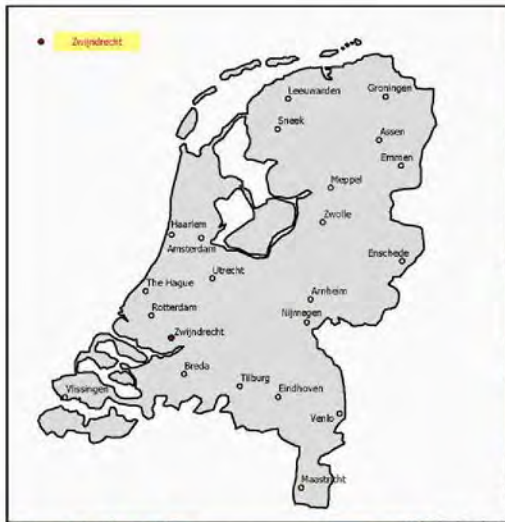 Zwijndrecht
Leeuwarden
Groningen
Sneek
Assen
Emmen
Meppel
Zwolle
Haarlem
Amsterdam
Enschede
Utrecht
The Hague
Arnheim
Rotterdam
Nijmegen
Zwijndrecht
Breda
Tilburg
Eindhoven
Vlissingen
Venlo
Maastricht